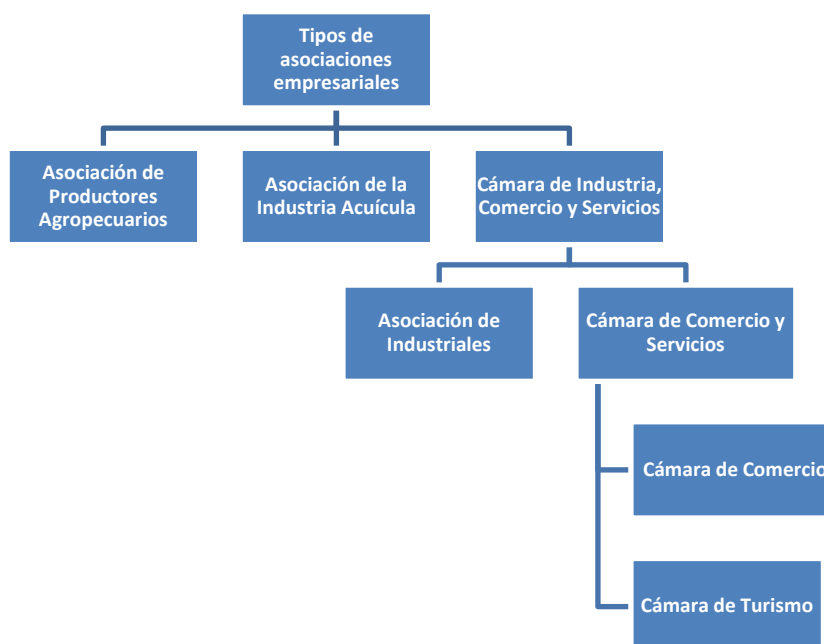 Tipos de
asociaciones
empresariales
Asociación de
Productores
Agropecuarios
Asociación de la
Industria Acuícula
Cámara de Industria,
Comercio y Servicios
Asociación de
Industriales
Cámara de Comercio y
Servicios
Cámara de Comercio
Cámara de Turismo